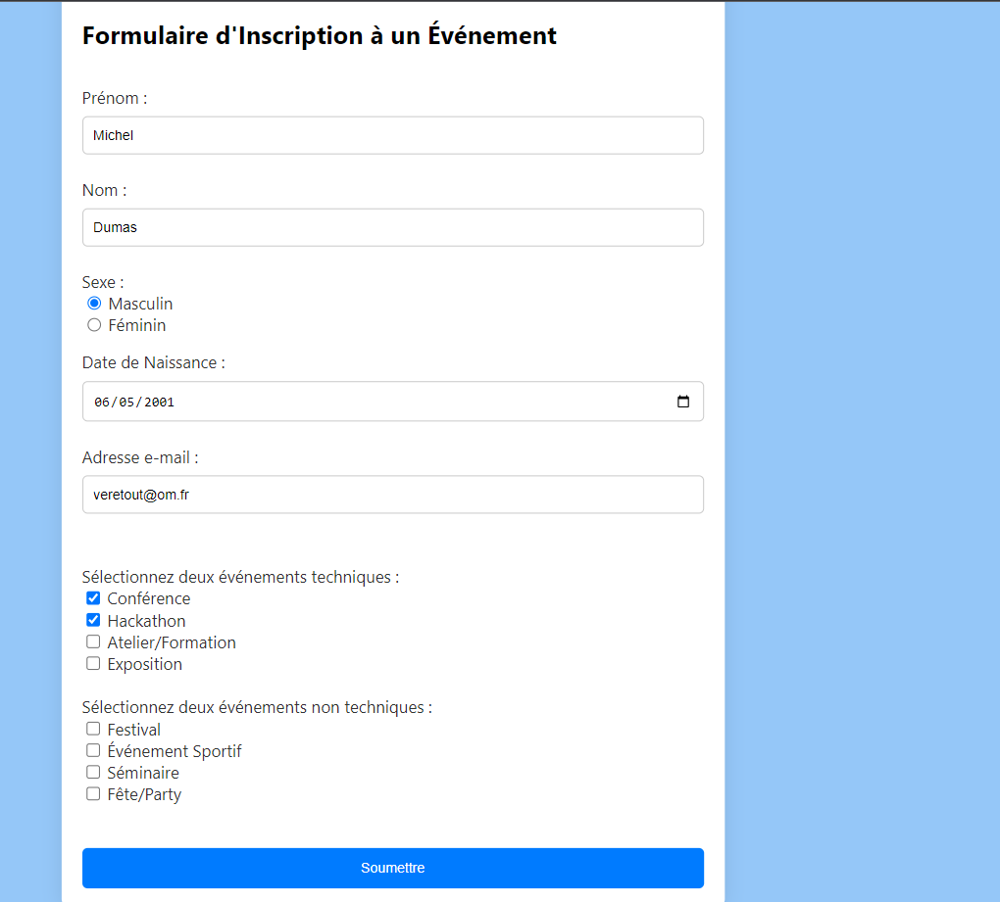 Formulaire d'Inscription à un Événement
Prénom :
Michel
Nom :
Dumas
Sexe :
Masculin
Féminin
Date de Naissance :
06/05/2001
Adresse e-mail :
veretout@om.fr
Sélectionnez deux événements techniques :
Conférence
Hackathon
Atelier/Formation
Exposition
Sélectionnez deux événements non techniques :
Festival
Événement Sportif
Séminaire
Fête/Party
Soumettre